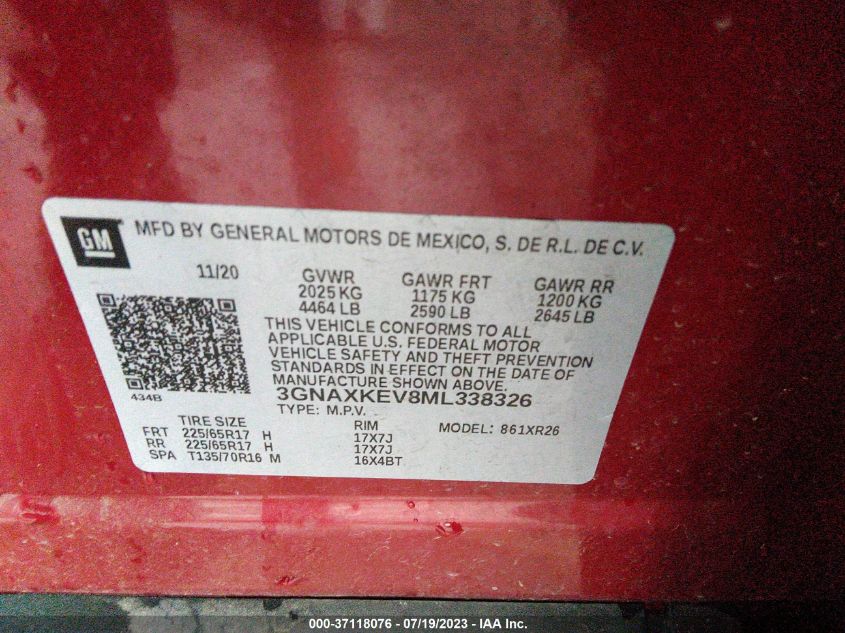 GM
MFD BY GENERAL MOTORS DE MEXICO, S. DE R.L. DE C.V.
11/20 GVWR GAWR FRT GAWR RR
2025 KG 1175 KG 1200 KG
4464 LB 2590 LB 2645 LB
THIS VEHICLE CONFORMS TO ALL
APPLICABLE U.S. FEDERAL MOTOR
VEHICLE SAFETY AND THEFT PREVENTION
STANDARDS IN EFFECT ON THE DATE OF
MANUFACTURE SHOWN ABOVE.
434B
3GNAXKEV8ML338326
TYPE: M.P.V.
TIRE SIZE RIM MODEL: 861XR26
FRT 225/65R17 H 17X7J
RR 225/65R17 H 17X7J
SPA T135/70R16 M 16X4BT
000-37118076 - 07/19/2023 - IAA Inc.